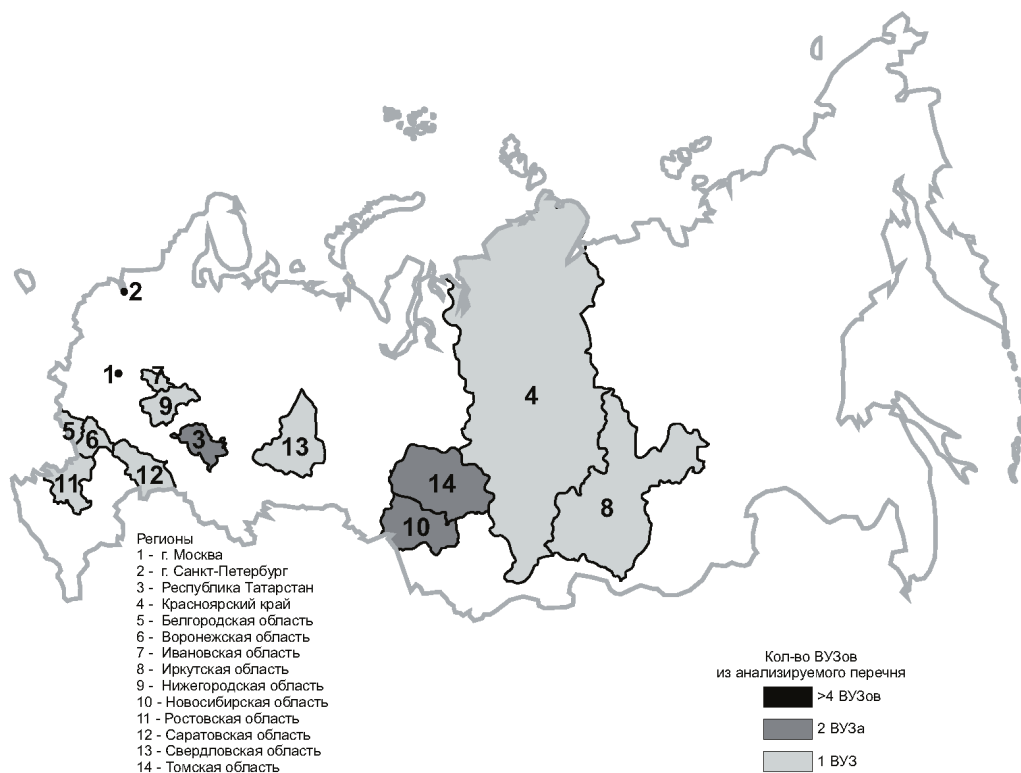 2
1
7
9
4
5
6
3
13
11
12
14
10
8
Регионы
1 - г. Москва
2 - г. Санкт-Петербург
3 - Республика Татарстан
4 - Красноярский край
5 - Белгородская область
6 - Воронежская область
7 - Ивановская область
8 - Иркутская область
9 - Нижегородская область
10 - Новосибирская область
11 - Ростовская область
12 - Саратовская область
13 - Свердловская область
14 - Томская область
Кол-во ВУЗов
из анализируемого перечня
>4 ВУЗов
2 ВУЗа
1 ВУЗ